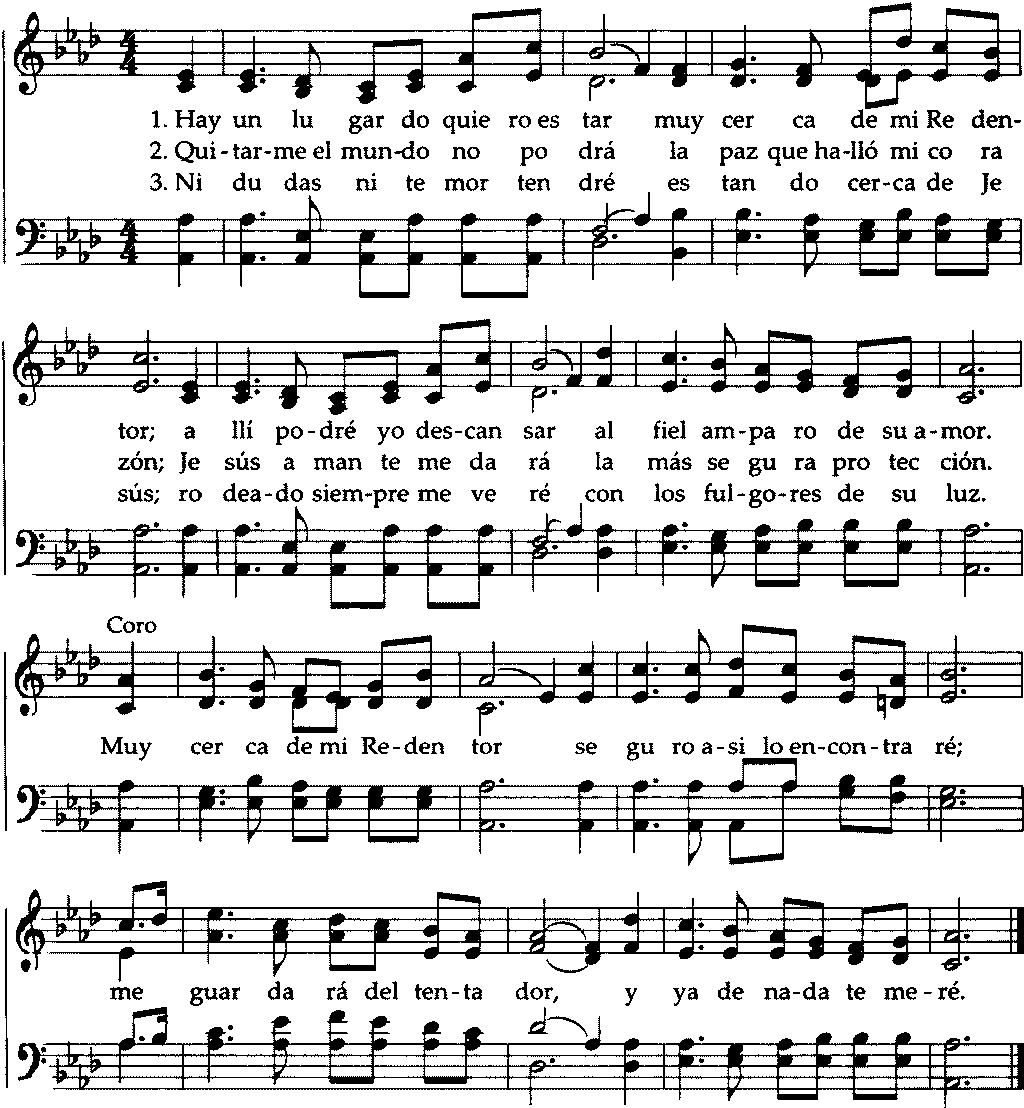 1. Hay un lu gar do quie ro es tar muy cer ca de mi Re den-
2. Qui-tar-me el mun-do no po drá la paz que ha-lló mi co ra
3. Ni du das ni te mor ten dré es tan do cer-ca de Je
tor; a llí po-dré yo des-can sar al fiel am-pa ro de su a-mor.
zón; Je sús a man te me da rá la más se gu ra pro tec ción.
sús; ro dea-do siem-pre me ve ré con los ful-go-res de su luz.
Coro
Muy cer ca de mi Re-den tor se gu ro a-si lo en-con-tra ré;
me guar da rá del ten-ta dor, y ya de na-da te me-ré.